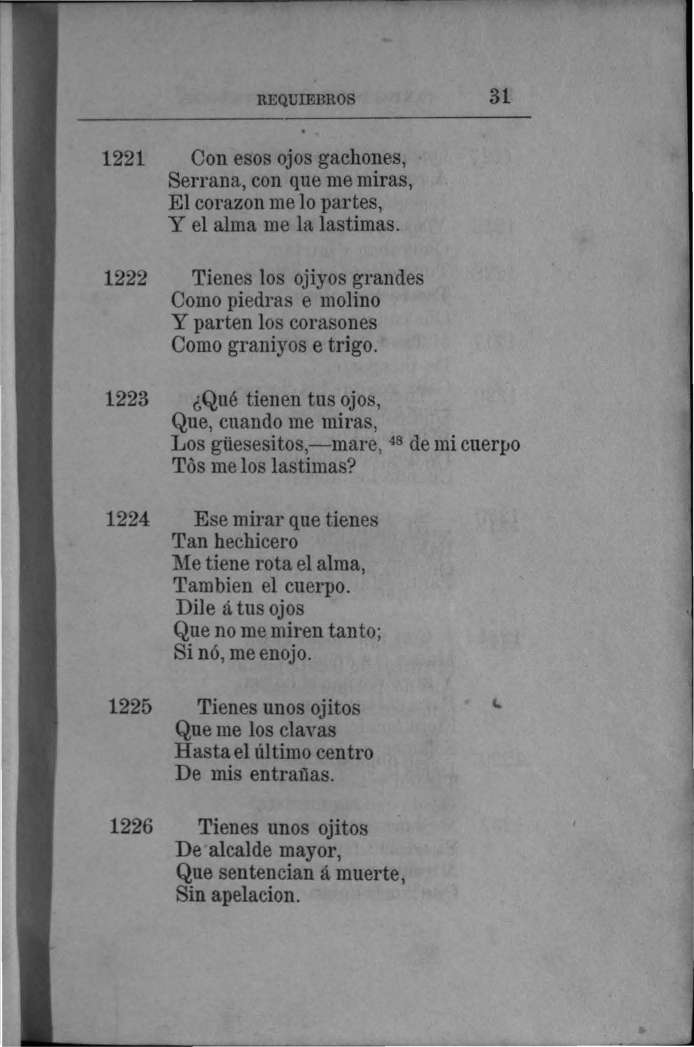 REQUIEBROS 31
1221 Con esos ojos gachones,
Serrana, con que me miras,
El corazon me lo partes,
Y el alma me la lastimas.
1222 Tienes los ojiyos grandes
Como piedras e molino
Y parten los corasones
Como graniyos e trigo.
1223 ¿Qué tienen tus ojos,
Que, cuando me miras,
Los güesesitos,—mare, 48 de mi cuerpo
Tôs me los lastimas?
1224 Ese mirar que tienes
Tan hechicero
Me tiene rota el alma,
Tambien el cuerpo.
Dile á tus ojos
Que no me miren tanto;
Si nó, me enojo.
1225 Tienes unos ojitos
Que me los clavas
Hasta el último centro
De mis entrañas.
1226 Tienes unos ojitos
De alcalde mayor,
Que sentencian á muerte,
Sin apelacion.